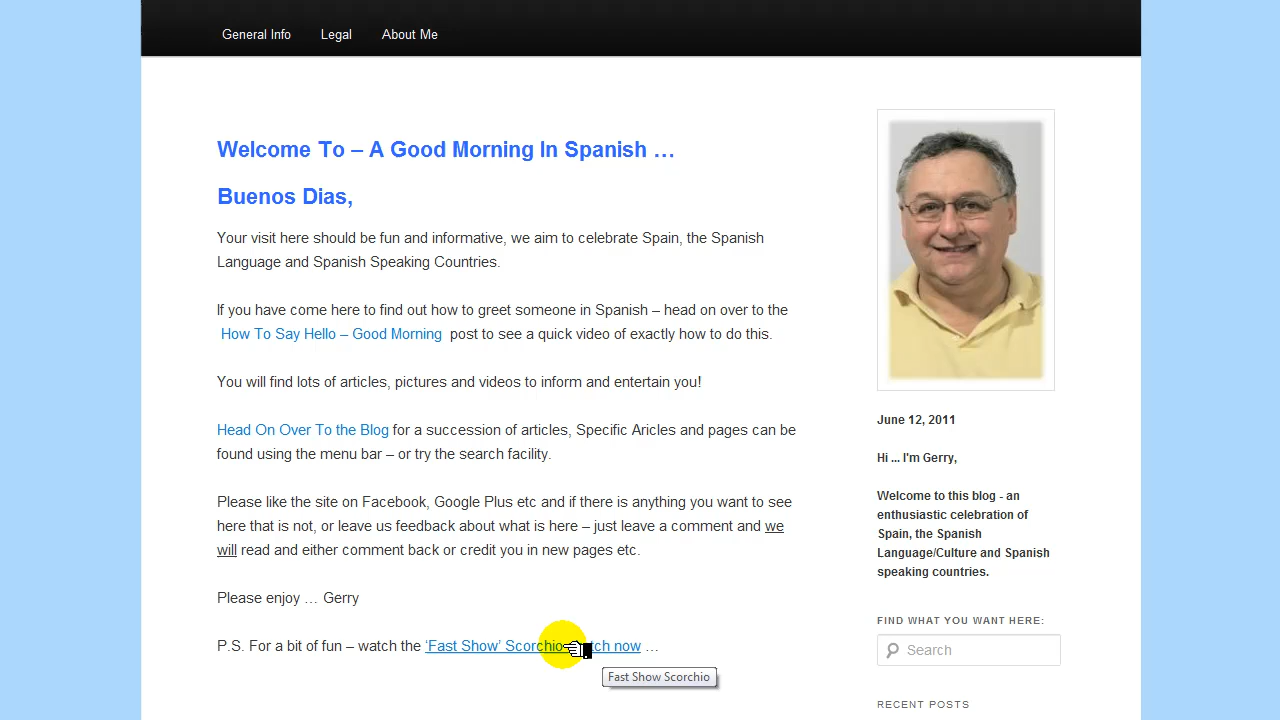 General Info Legal About Me
Welcome To – A Good Morning In Spanish …
Buenos Dias,
Your visit here should be fun and informative, we aim to celebrate Spain, the Spanish
Language and Spanish Speaking Countries.
If you have come here to find out how to greet someone in Spanish – head on over to the
How To Say Hello – Good Morning post to see a quick video of exactly how to do this.
You will find lots of articles, pictures and videos to inform and entertain you!
Head On Over To the Blog for a succession of articles, Specific Aricles and pages can be
found using the menu bar – or try the search facility.
Please like the site on Facebook, Google Plus etc and if there is anything you want to see
here that is not, or leave us feedback about what is here – just leave a comment and we
will read and either comment back or credit you in new pages etc.
Please enjoy … Gerry
P.S. For a bit of fun – watch the ‘Fast Show’ Scorchio now …
Fast Show Scorchio
June 12, 2011
Hi ... I'm Gerry,
Welcome to this blog - an
enthusiastic celebration of
Spain, the Spanish
Language/Culture and Spanish
speaking countries.
FIND WHAT YOU WANT HERE:
Search
RECENT POSTS